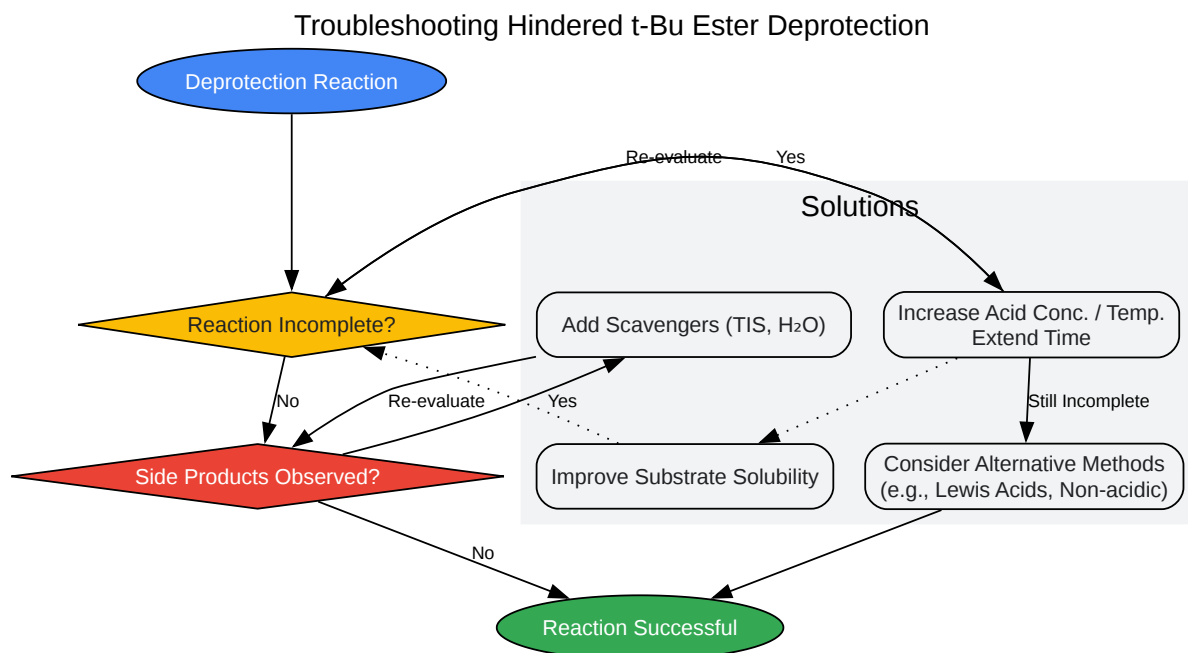 Troubleshooting Hindered t-Bu Ester Deprotection
Deprotection Reaction
Re-evaluate
Yes
Solutions
Reaction Incomplete?
Add Scavengers (TIS, H₂O)
Increase Acid Conc. / Temp.
Extend Time
No
Re-evaluate
Yes
Still Incomplete
Side Products Observed?
Improve Substrate Solubility
Consider Alternative Methods
(e.g., Lewis Acids, Non-acidic)
No
Reaction Successful